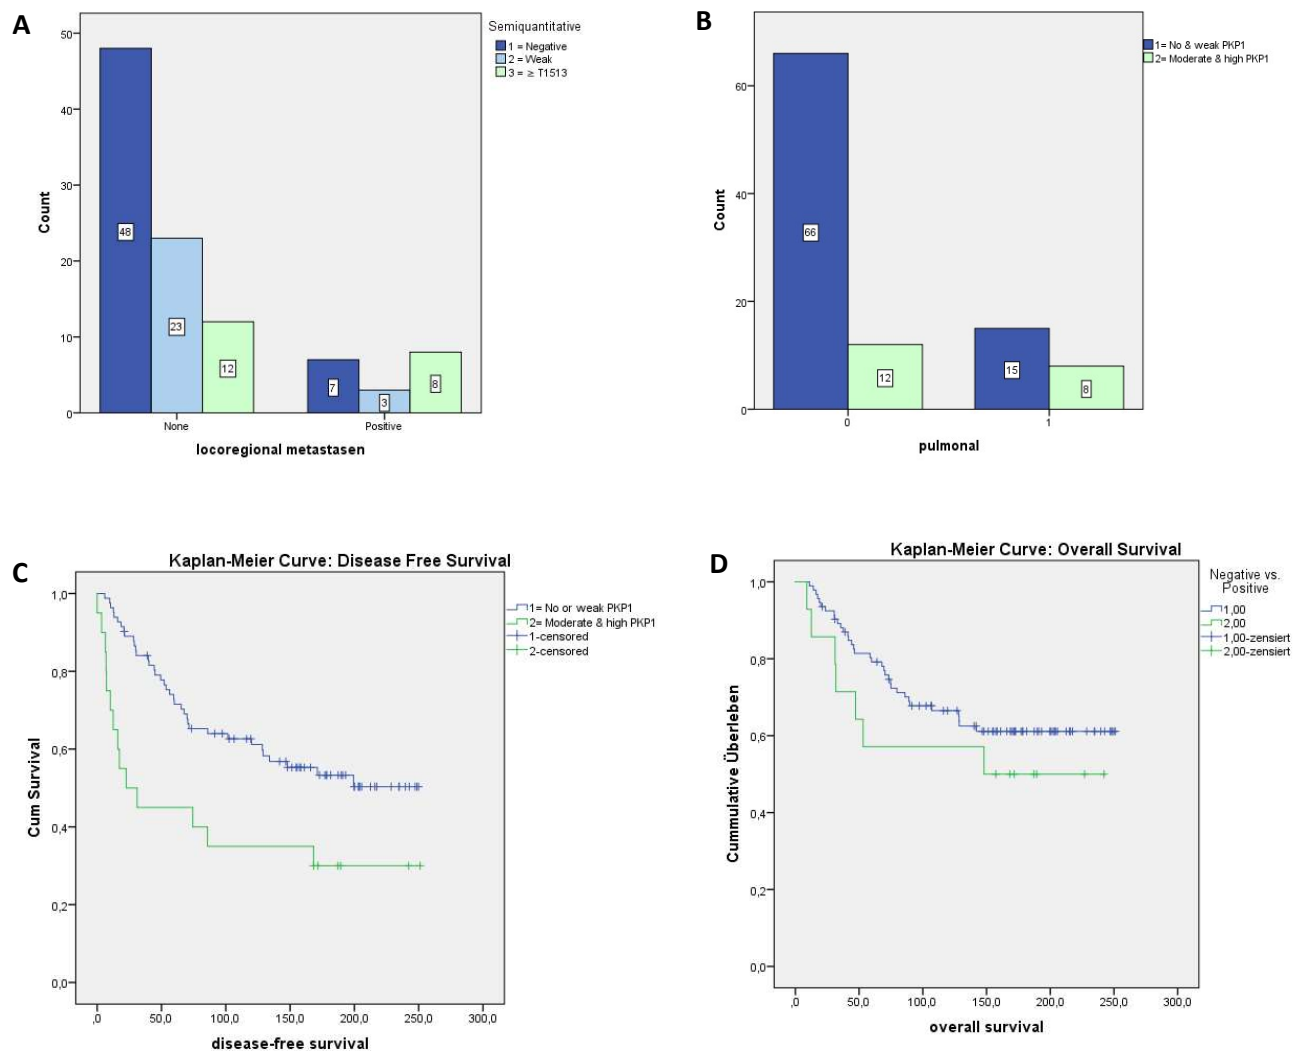 A
Semiquantitative
1 = Negative
2 = Weak
3 = ≥ T1513
Count
50
40
30
20
10
0
48
23
12
7
3
8
None
Positive
locoregional metastasen
B
1= No & weak PKP1
2= Moderate & high PKP1
Count
60
40
20
0
66
12
15
8
0
1
pulmonal
C
Kaplan-Meier Curve: Disease Free Survival
1= No or weak PKP1
2= Moderate & high PKP1
1-censored
2-censored
Cum Survival
1,0
0,8
0,6
0,4
0,2
0,0
,0
50,0
100,0
150,0
200,0
250,0
300,0
disease-free survival
D
Kaplan-Meier Curve: Overall Survival
Negative vs.
Positive
1,00
2,00
1,00-zensiert
2,00-zensiert
Cummulative Überleben
1,0
0,8
0,6
0,4
0,2
0,0
,0
50,0
100,0
150,0
200,0
250,0
300,0
overall survival